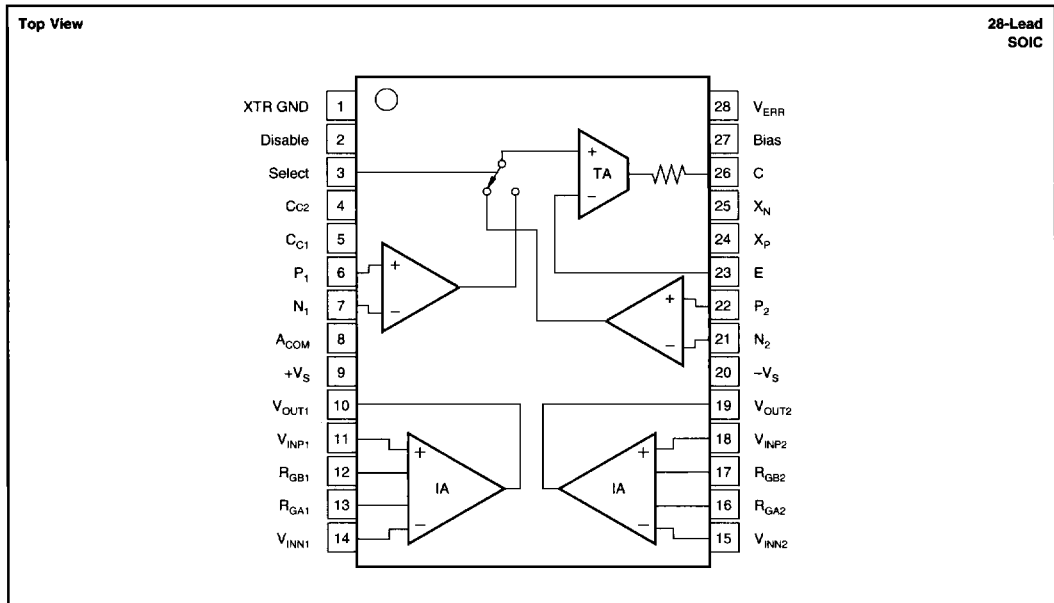 Top View
28-Lead
SOIC
XTR GND 1
Disable 2
Select 3
CC2 4
CC1 5
P1 6
N1 7
ACOM 8
+VS 9
VOUT1 10
VINP1 11
RGB1 12
RGA1 13
VINN1 14
28 VERR
27 Bias
26 C
25 XN
24 XP
23 E
22 P2
21 N2
20 −VS
19 VOUT2
18 VINP2
17 RGB2
16 RGA2
15 VINN2
+
TA
−
+
−
+
−
+
IA
−
+
IA
−